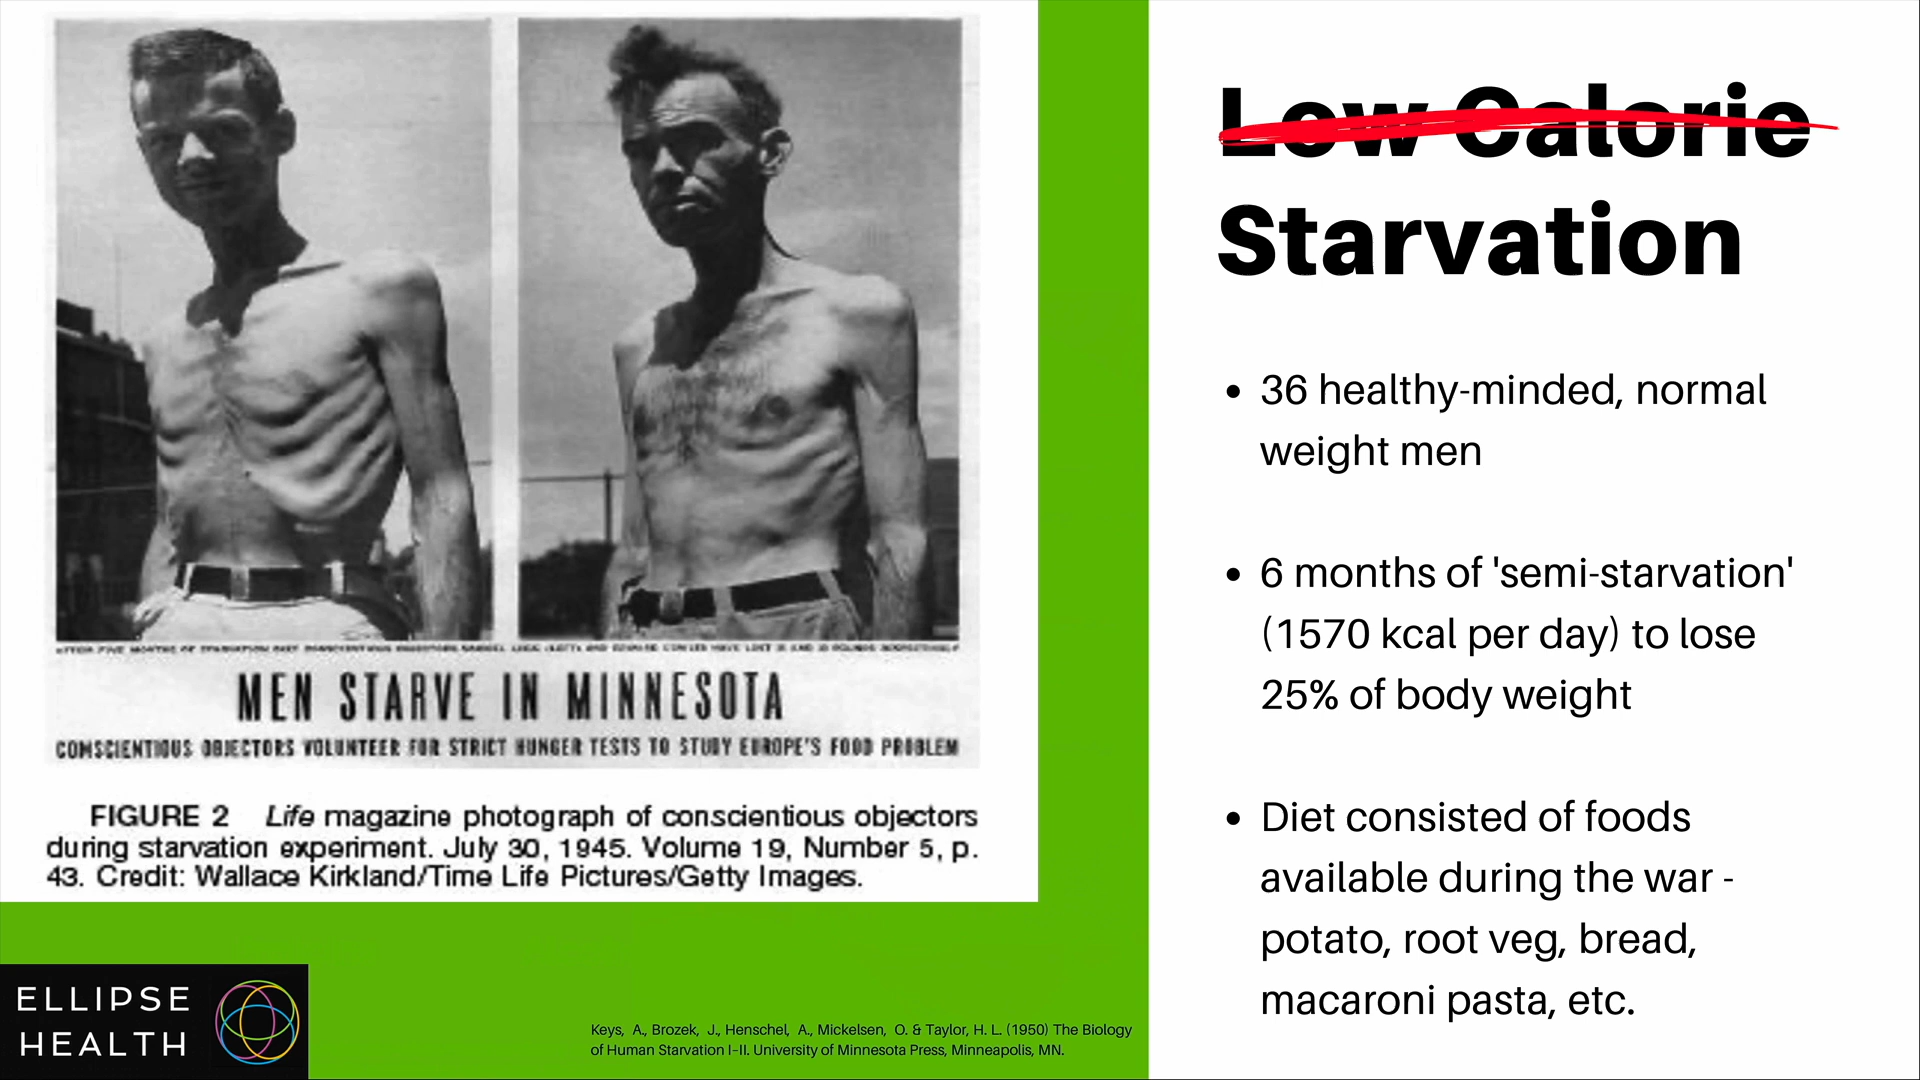 Low Calorie
Starvation
36 healthy-minded, normal
weight men
6 months of 'semi-starvation'
(1570 kcal per day) to lose
25% of body weight
Diet consisted of foods
available during the war -
potato, root veg, bread,
macaroni pasta, etc.
MEN STARVE IN MINNESOTA
CONSCIENTIOUS OBJECTORS VOLUNTEER FOR STRICT HUNGER TESTS TO STUDY EUROPE'S FOOD PROBLEM
FIGURE 2 Life magazine photograph of conscientious objectors
during starvation experiment. July 30, 1945. Volume 19, Number 5, p.
43. Credit: Wallace Kirkland/Time Life Pictures/Getty Images.
ELLIPSE
HEALTH
Keys, A., Brozek, J., Henschel, A., Mickelsen, O. & Taylor, H. L. (1950) The Biology
of Human Starvation I–II. University of Minnesota Press, Minneapolis, MN.